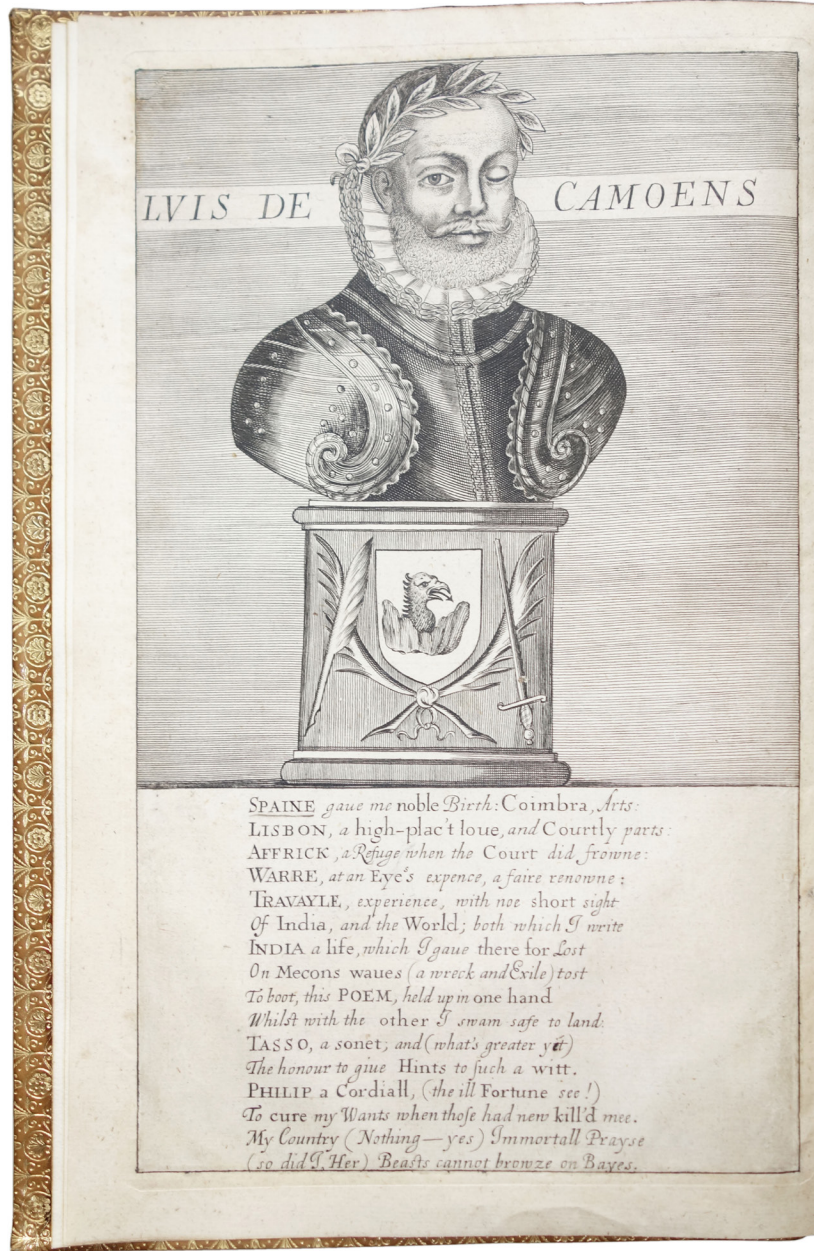 LVIS DE CAMOENS
SPAINE gaue me noble Birth: Coimbra, Arts:
LISBON, a high-plac't loue, and Courtly parts:
AFFRICK, a Refuge when the Court did frowne:
WARRE, at an Eye's expence, a faire renowne:
TRAVAYLE, experience, with noe short sight
Of India, and the World; both which I write
INDIA a life, which I gaue there for Lost
On Mecons waues (a wreck and Exile) tost
To boot, this POEM, held up in one hand
Whilst with the other I swam safe to land:
TASSO, a sonet; and (what's greater yet)
The honour to giue Hints to such a witt.
PHILIP a Cordiall, (the ill Fortune see!)
To cure my Wants when those had new kill'd mee.
My Country (Nothing—yes) Immortall Prayse
(so did I, Her) Beasts cannot browze on Bayes.